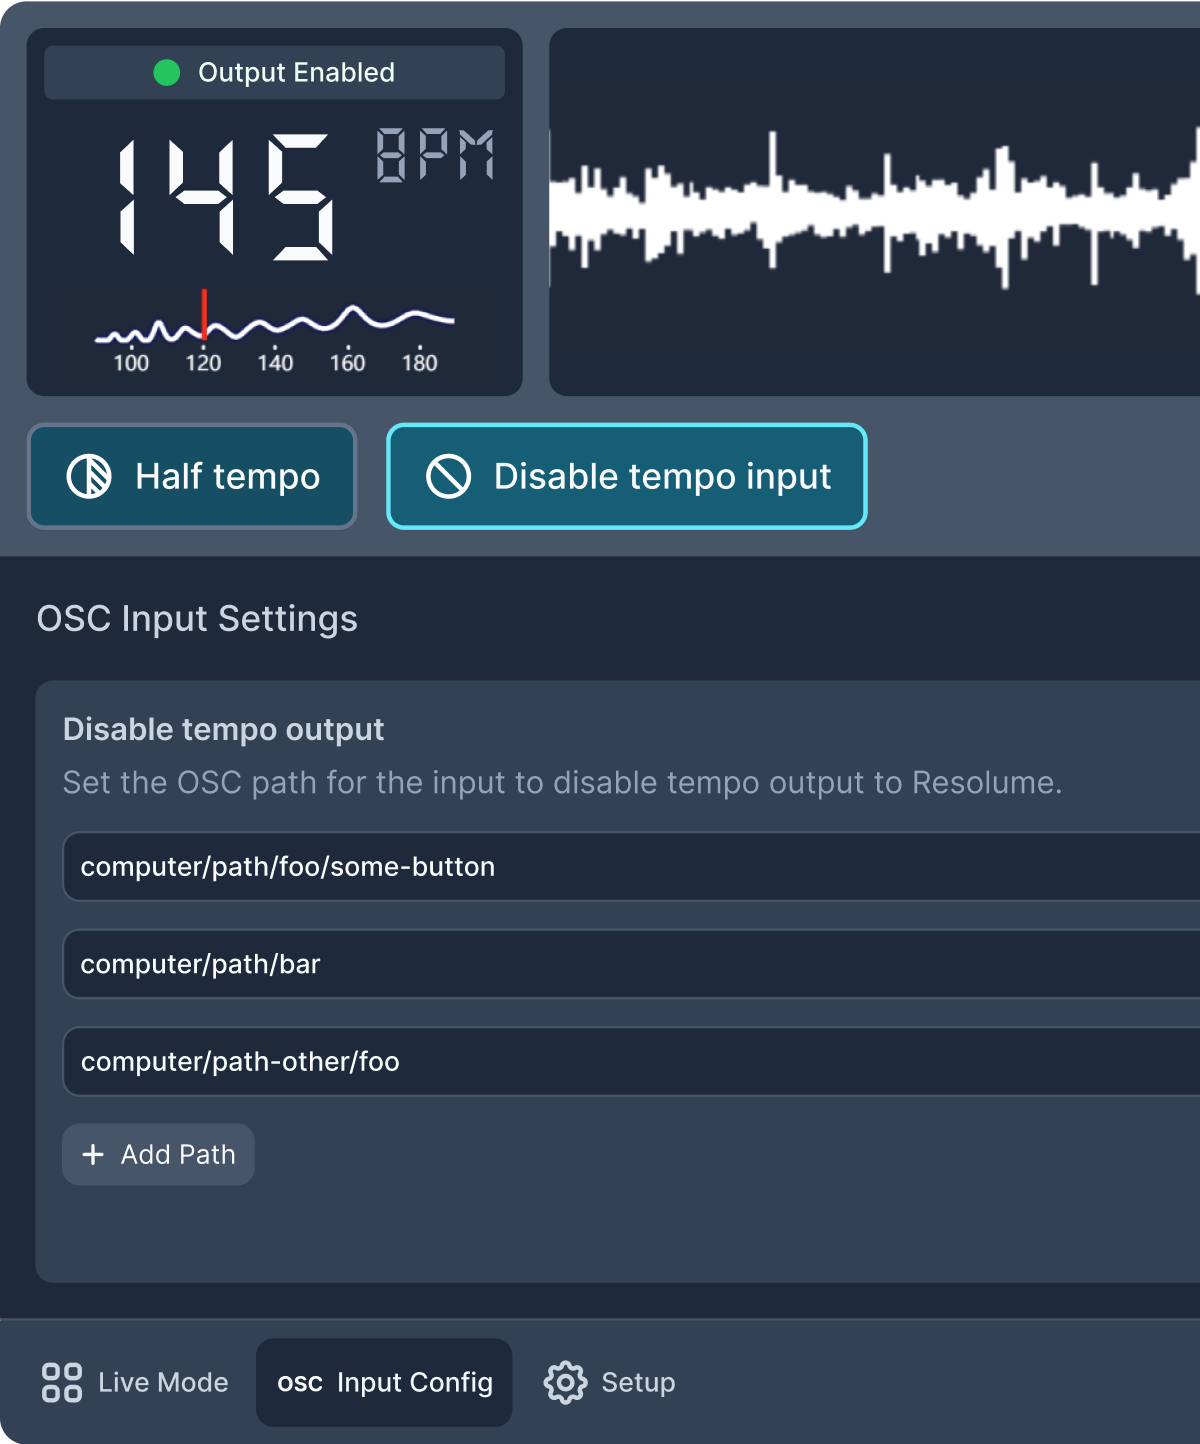 Output Enabled
145 BPM
100 120 140 160 180
Half tempo
Disable tempo input
OSC Input Settings
Disable tempo output
Set the OSC path for the input to disable tempo output to Resolume.
computer/path/foo/some-button
computer/path/bar
computer/path-other/foo
+ Add Path
Live Mode
osc Input Config
Setup